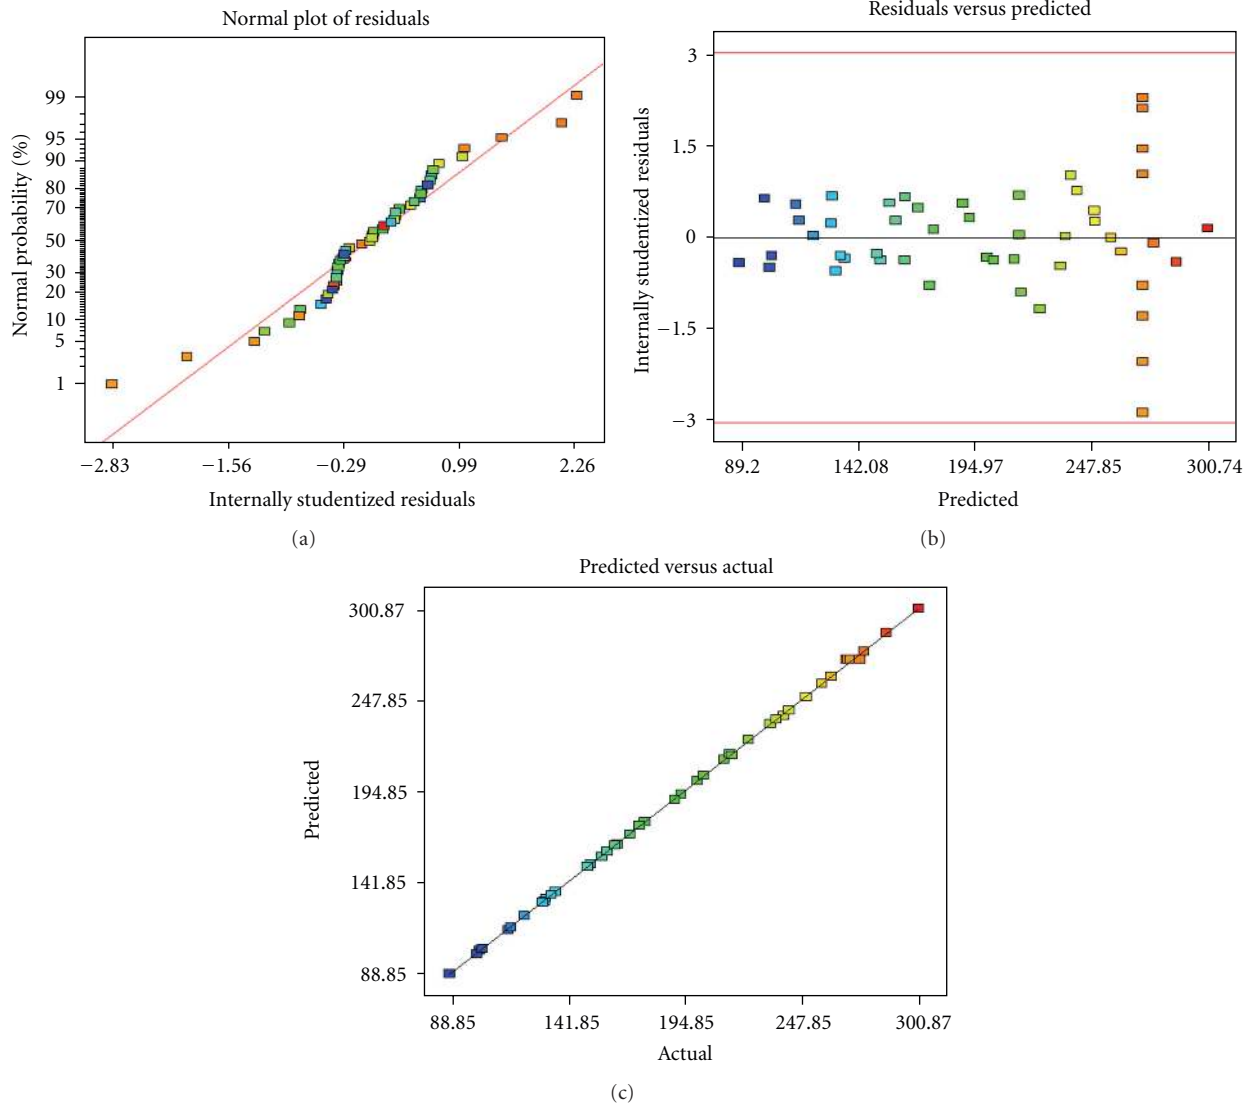 Normal plot of residuals
Normal probability (%)
99
95
90
80
70
50
30
20
10
5
1
−2.83 −1.56 −0.29 0.99 2.26
Internally studentized residuals
(a)
Residuals versus predicted
Internally studentized residuals
3
1.5
0
−1.5
−3
89.2 142.08 194.97 247.85 300.74
Predicted
(b)
Predicted versus actual
Predicted
300.87
247.85
194.85
141.85
88.85
88.85 141.85 194.85 247.85 300.87
Actual
(c)